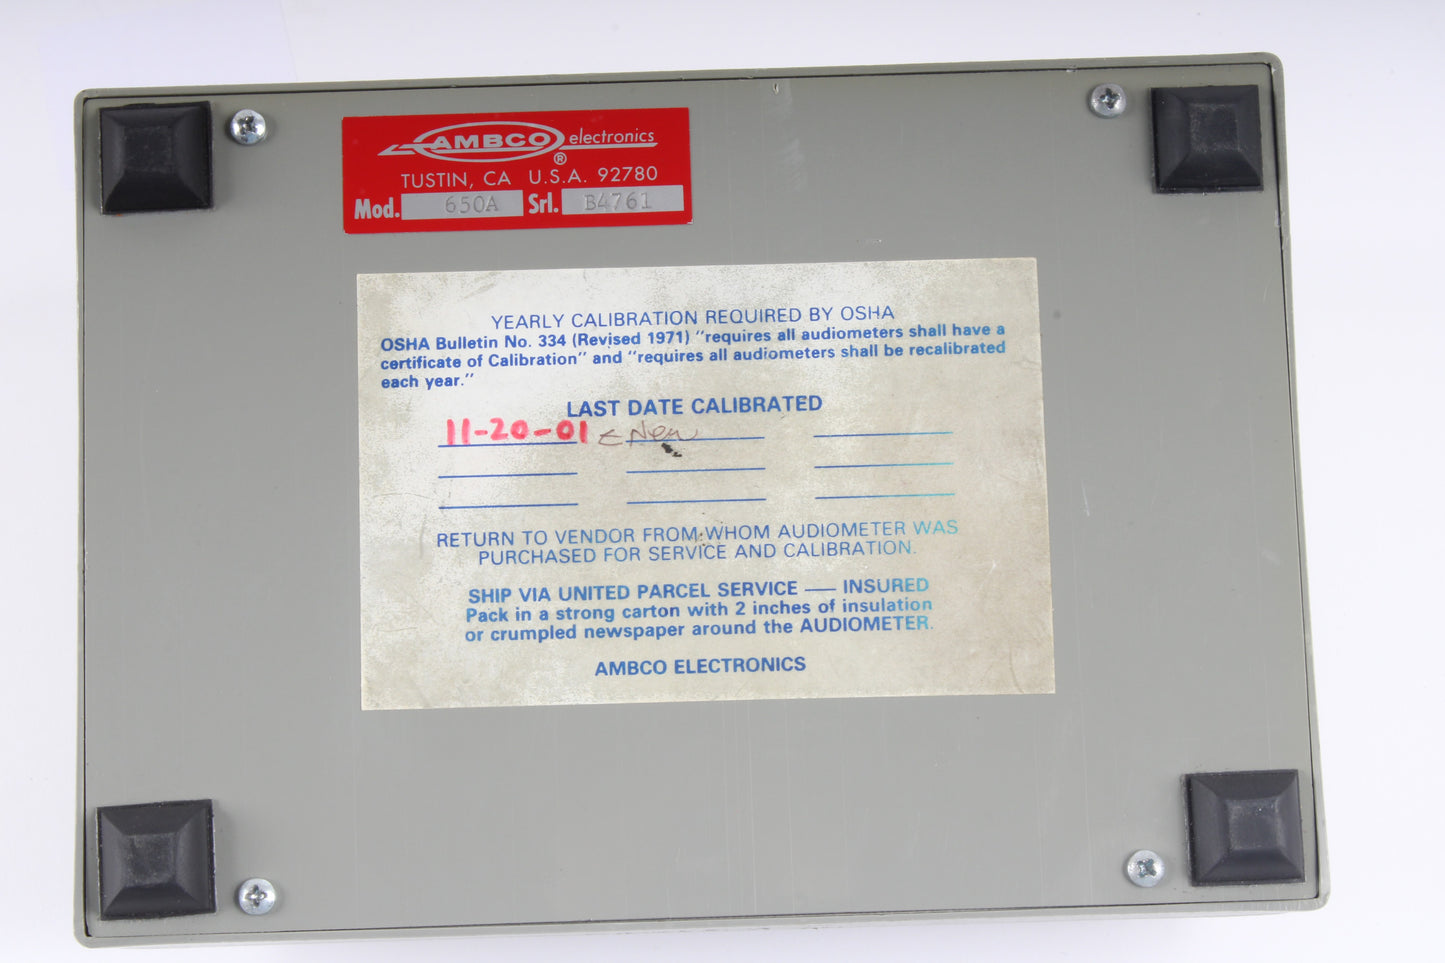 AMBCO electronics
®
TUSTIN, CA U.S.A. 92780
Mod. 650A Srl. B4761
YEARLY CALIBRATION REQUIRED BY OSHA
OSHA Bulletin No. 334 (Revised 1971) "requires all audiometers shall have a
certificate of Calibration" and "requires all audiometers shall be recalibrated
each year."
LAST DATE CALIBRATED
11-20-01 ← New
RETURN TO VENDOR FROM WHOM AUDIOMETER WAS
PURCHASED FOR SERVICE AND CALIBRATION.
SHIP VIA UNITED PARCEL SERVICE — INSURED
Pack in a strong carton with 2 inches of insulation
or crumpled newspaper around the AUDIOMETER.
AMBCO ELECTRONICS